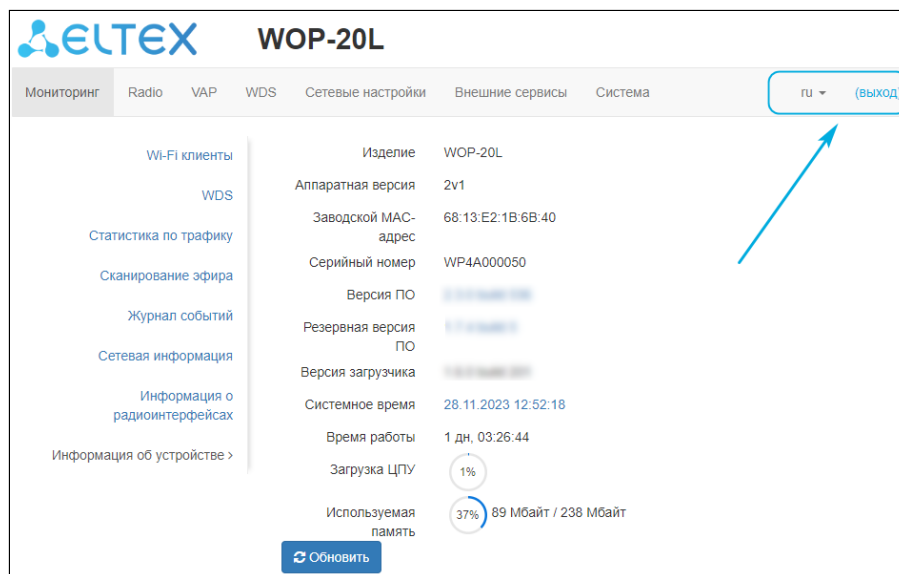 ELTEX WOP-20L
Мониторинг Radio VAP WDS Сетевые настройки Внешние сервисы Система ru (выход)
Wi-Fi клиенты
WDS
Статистика по трафику
Сканирование эфира
Журнал событий
Сетевая информация
Информация о
радиоинтерфейсах
Информация об устройстве >
Изделие WOP-20L
Аппаратная версия 2v1
Заводской MAC-
адрес 68:13:E2:1B:6B:40
Серийный номер WP4A000050
Версия ПО
Резервная версия
ПО
Версия загрузчика
Системное время 28.11.2023 12:52:18
Время работы 1 дн, 03:26:44
Загрузка ЦПУ 1%
Используемая
память 37% 89 Мбайт / 238 Мбайт
Обновить